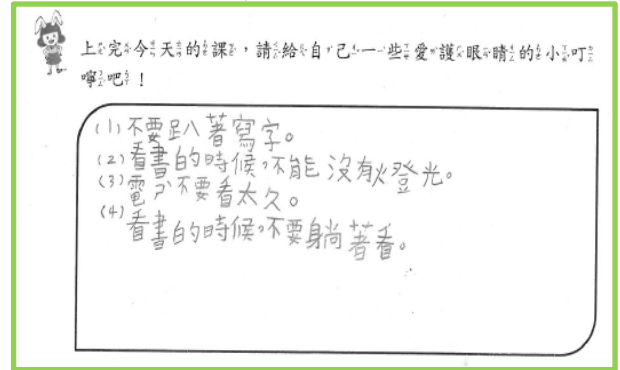 上完今天的課，請給自己一些愛護眼睛的小叮
嚀吧！
(1)不要趴著寫字。
(2)看書的時候，不能沒有燈光。
(3)電ㄕˋ不要看太久。
(4)看書的時候，不要躺著看。